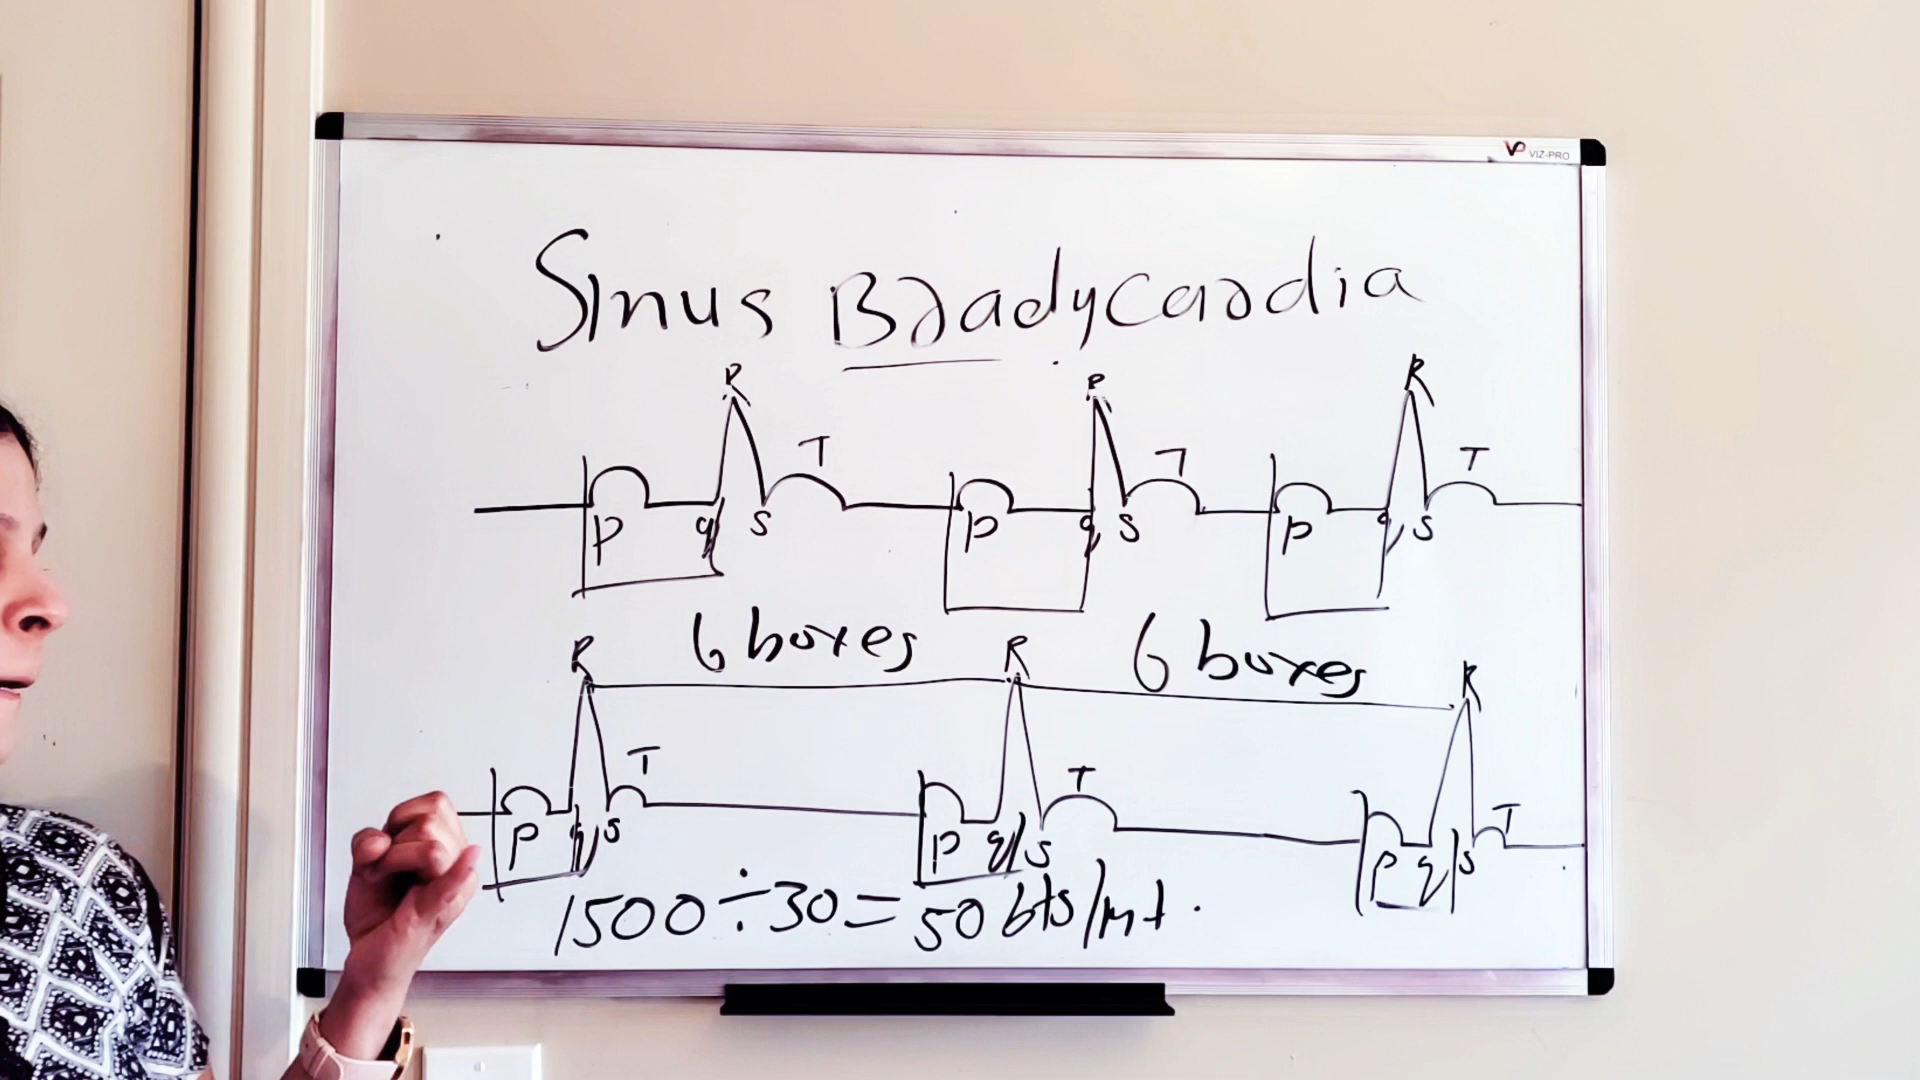 VIZ-PRO
Sinus Bradycardia
R R R
T T T
p q s p q s p q s
6 boxes 6 boxes
R R R
T T T
p q s p q s p q s
1500 ÷ 30 = 50 bts/mt.